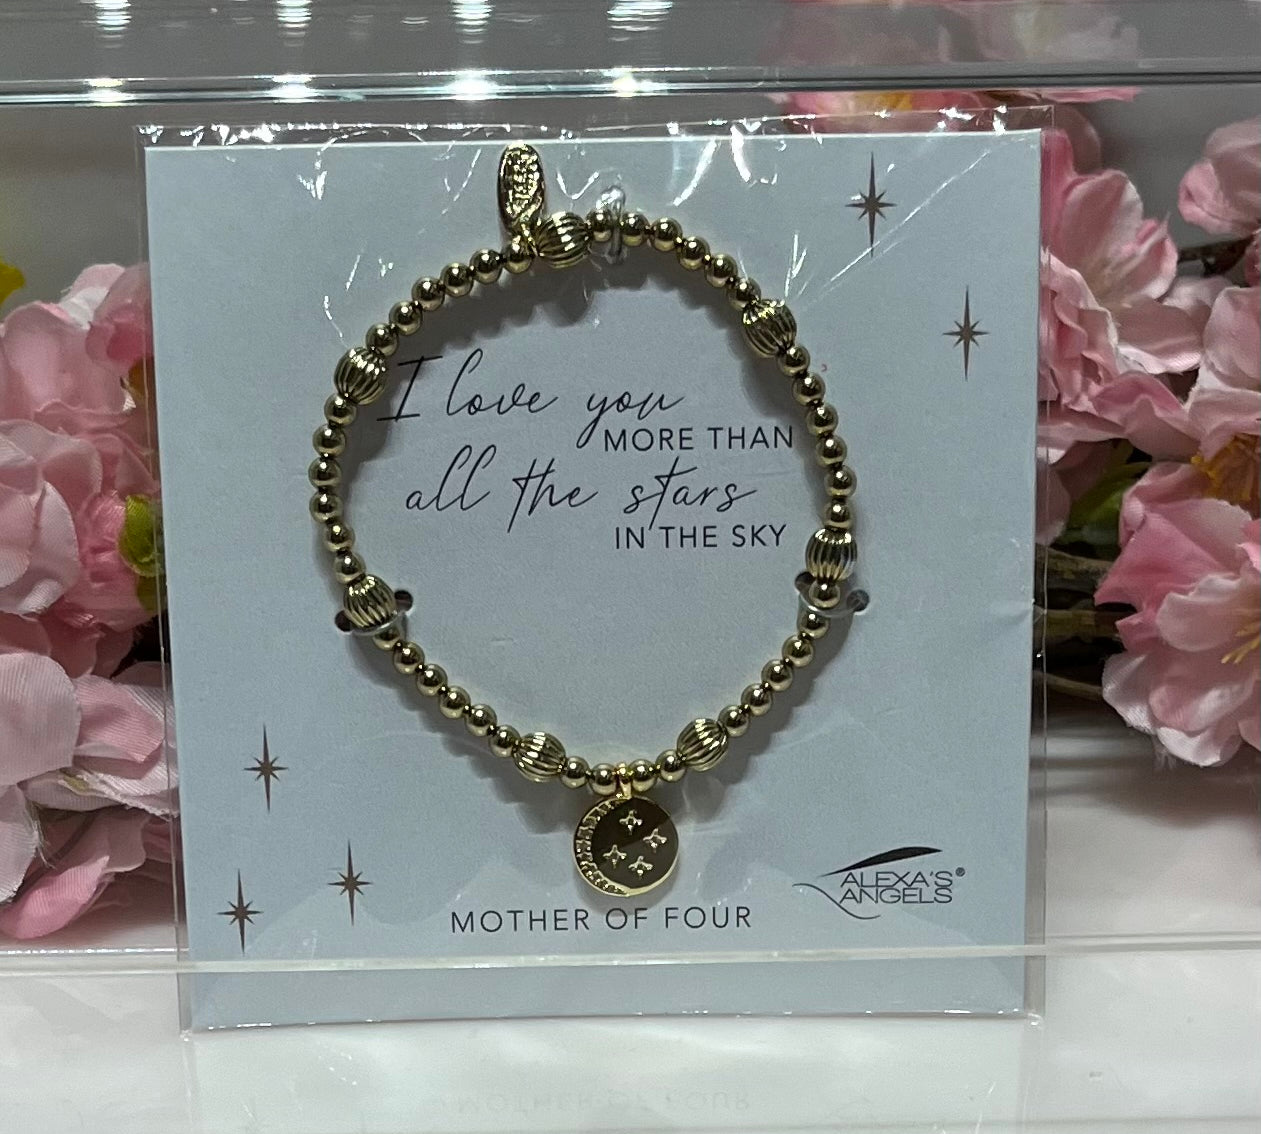 I love you
MORE THAN
all the stars
IN THE SKY
MOTHER OF FOUR
ALEXA'S®
ANGELS